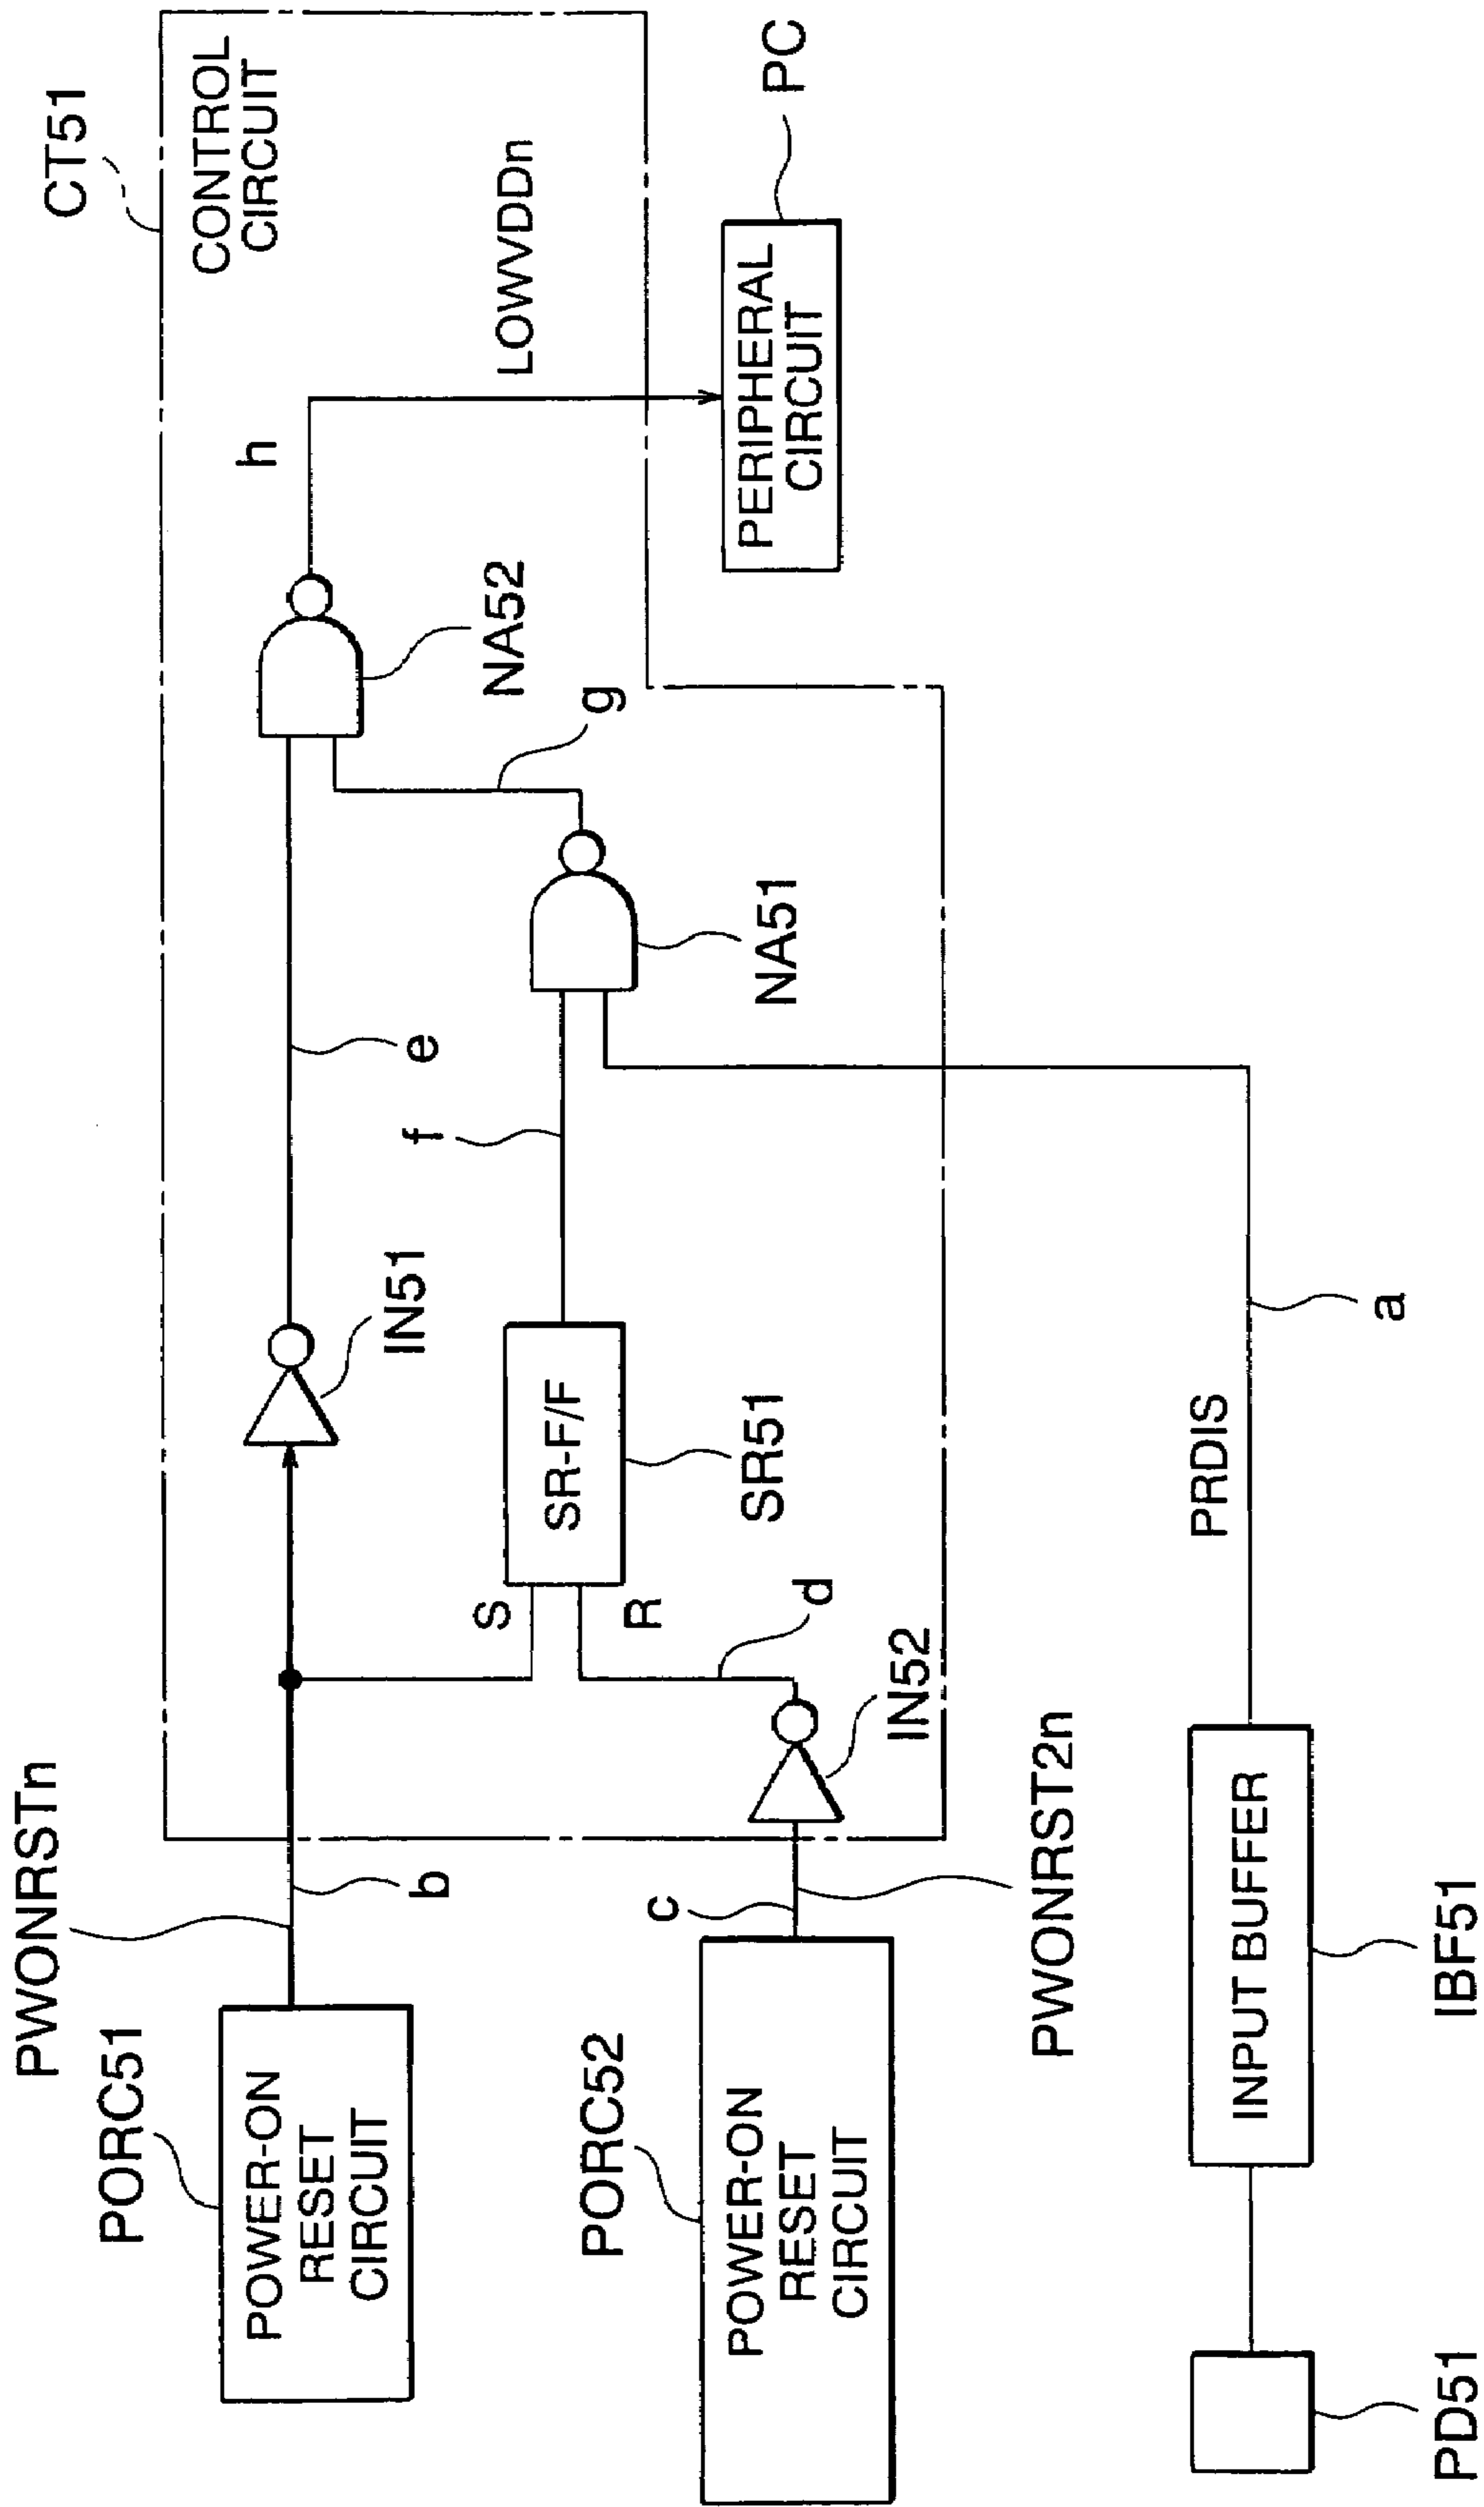 CT51
CONTROL
CIRCUIT
LOWVDDn
PC
PERIPHERAL
CIRCUIT
h
NA52
g
NA51
e
f
IN51
SR-F/F
SR51
S
R
d
IN52
PRDIS
a
PWONRSTn
b
c
PWONRST2n
PORC51
POWER-ON
RESET
CIRCUIT
PORC52
POWER-ON
RESET
CIRCUIT
INPUT BUFFER
IBF51
PD51